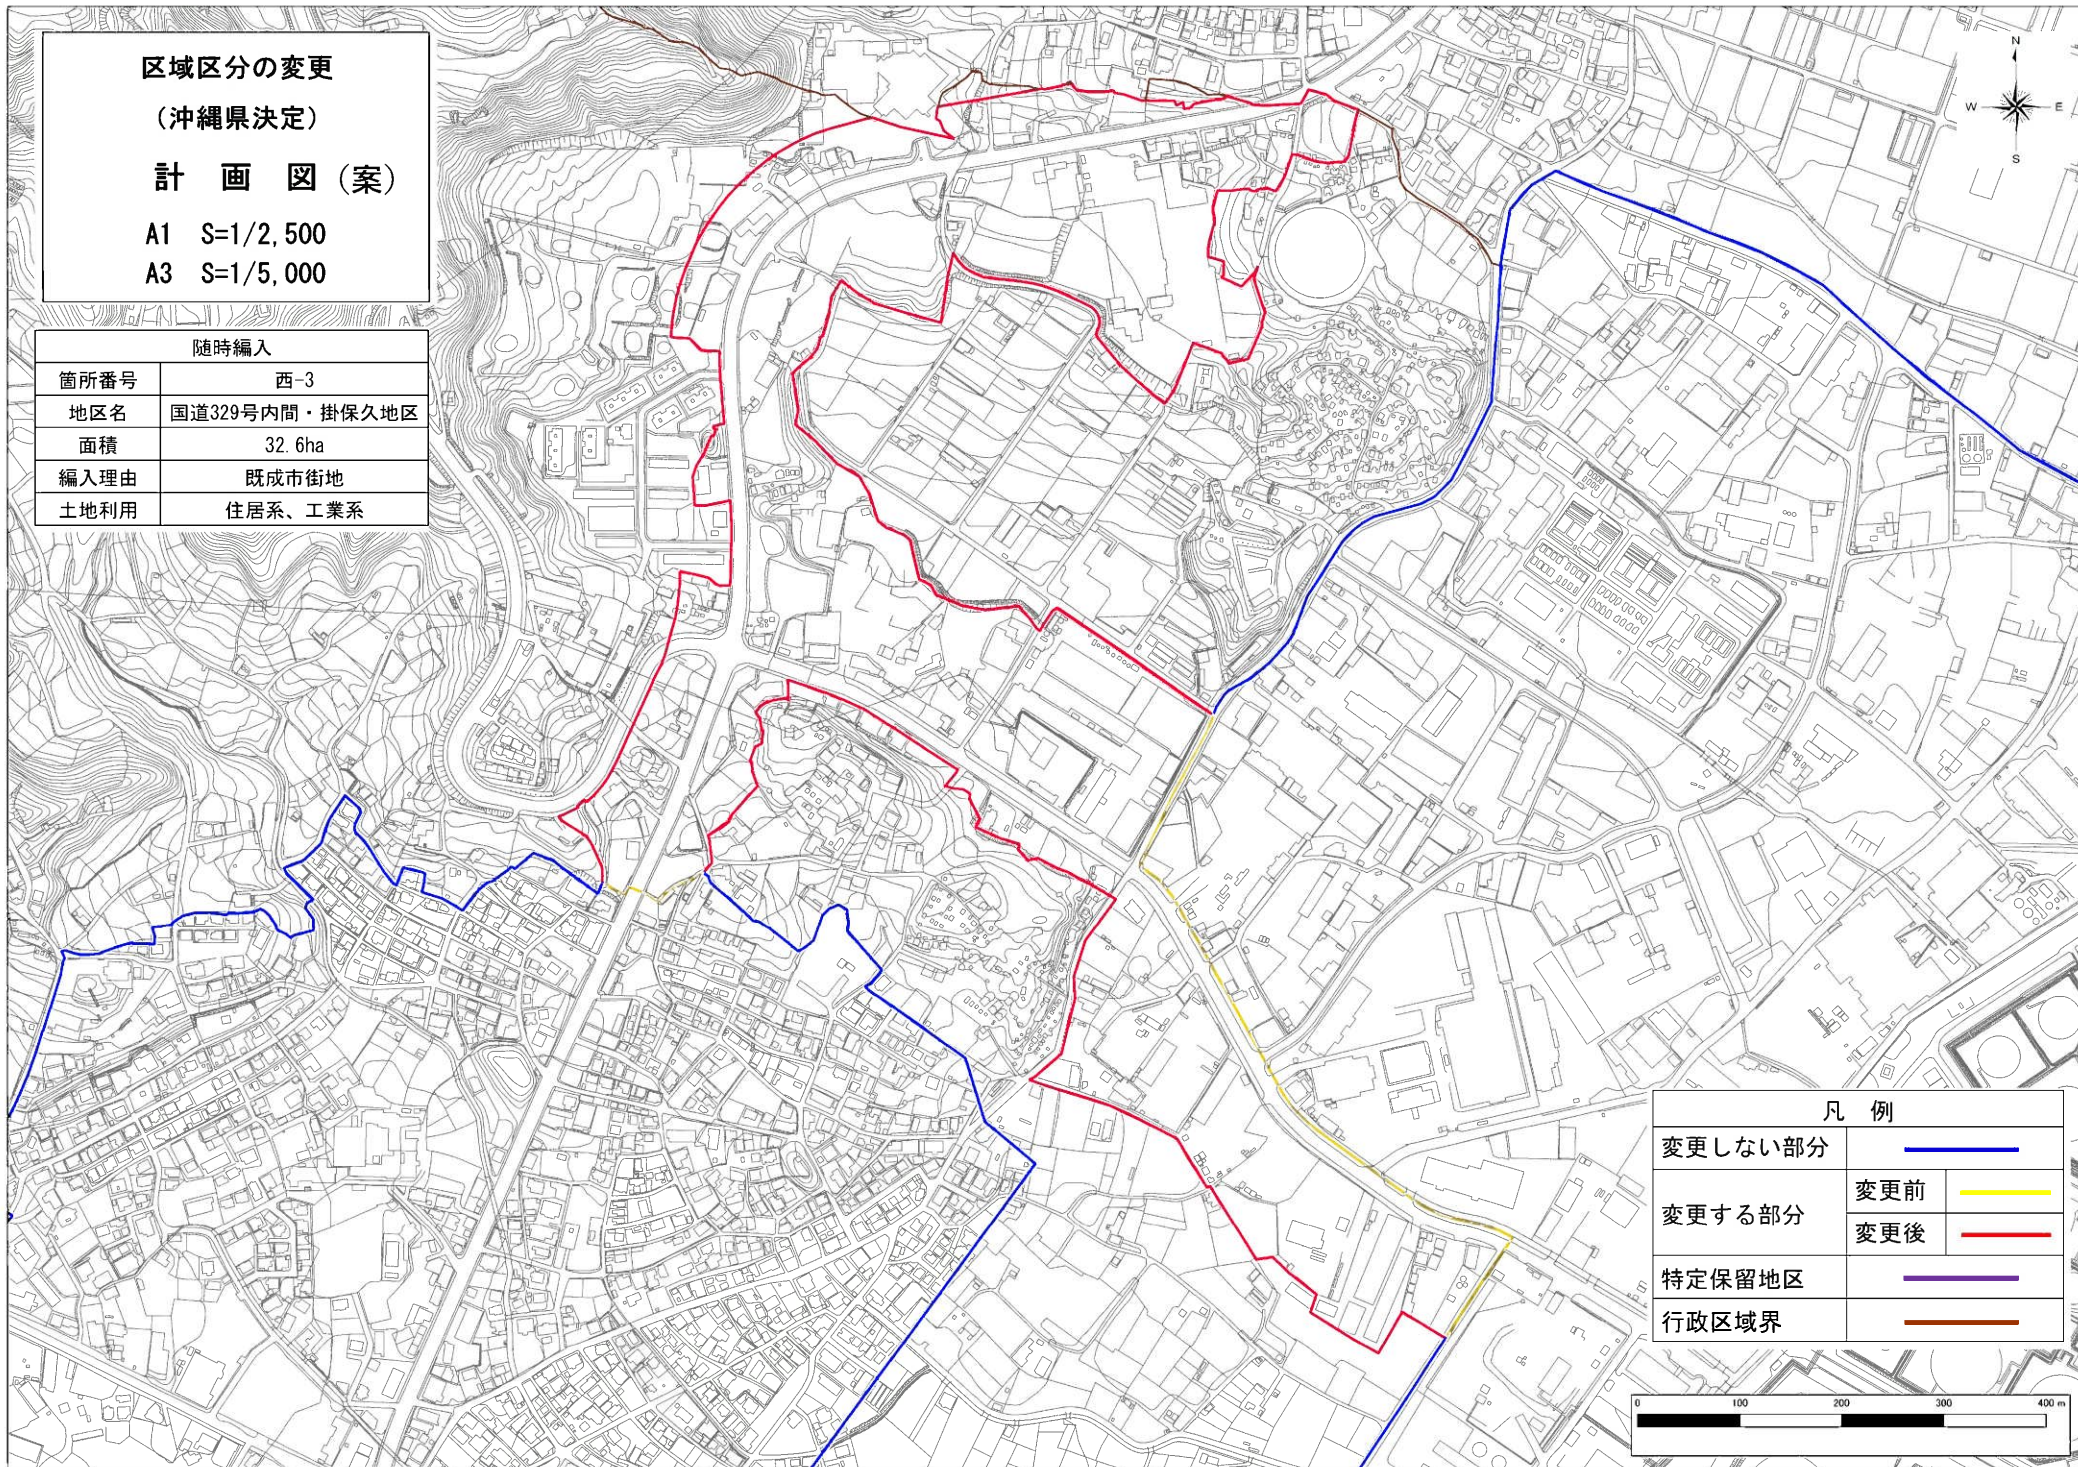 区域区分の変更
（沖縄県決定）
計 画 図（案）
A1 S=1/2,500
A3 S=1/5,000
随時編入
箇所番号 西-3
地区名 国道329号内間・掛保久地区
面積 32.6ha
編入理由 既成市街地
土地利用 住居系、工業系
N
W E
S
凡 例
変更しない部分
変更する部分 変更前
変更後
特定保留地区
行政区域界
0 100 200 300 400 m